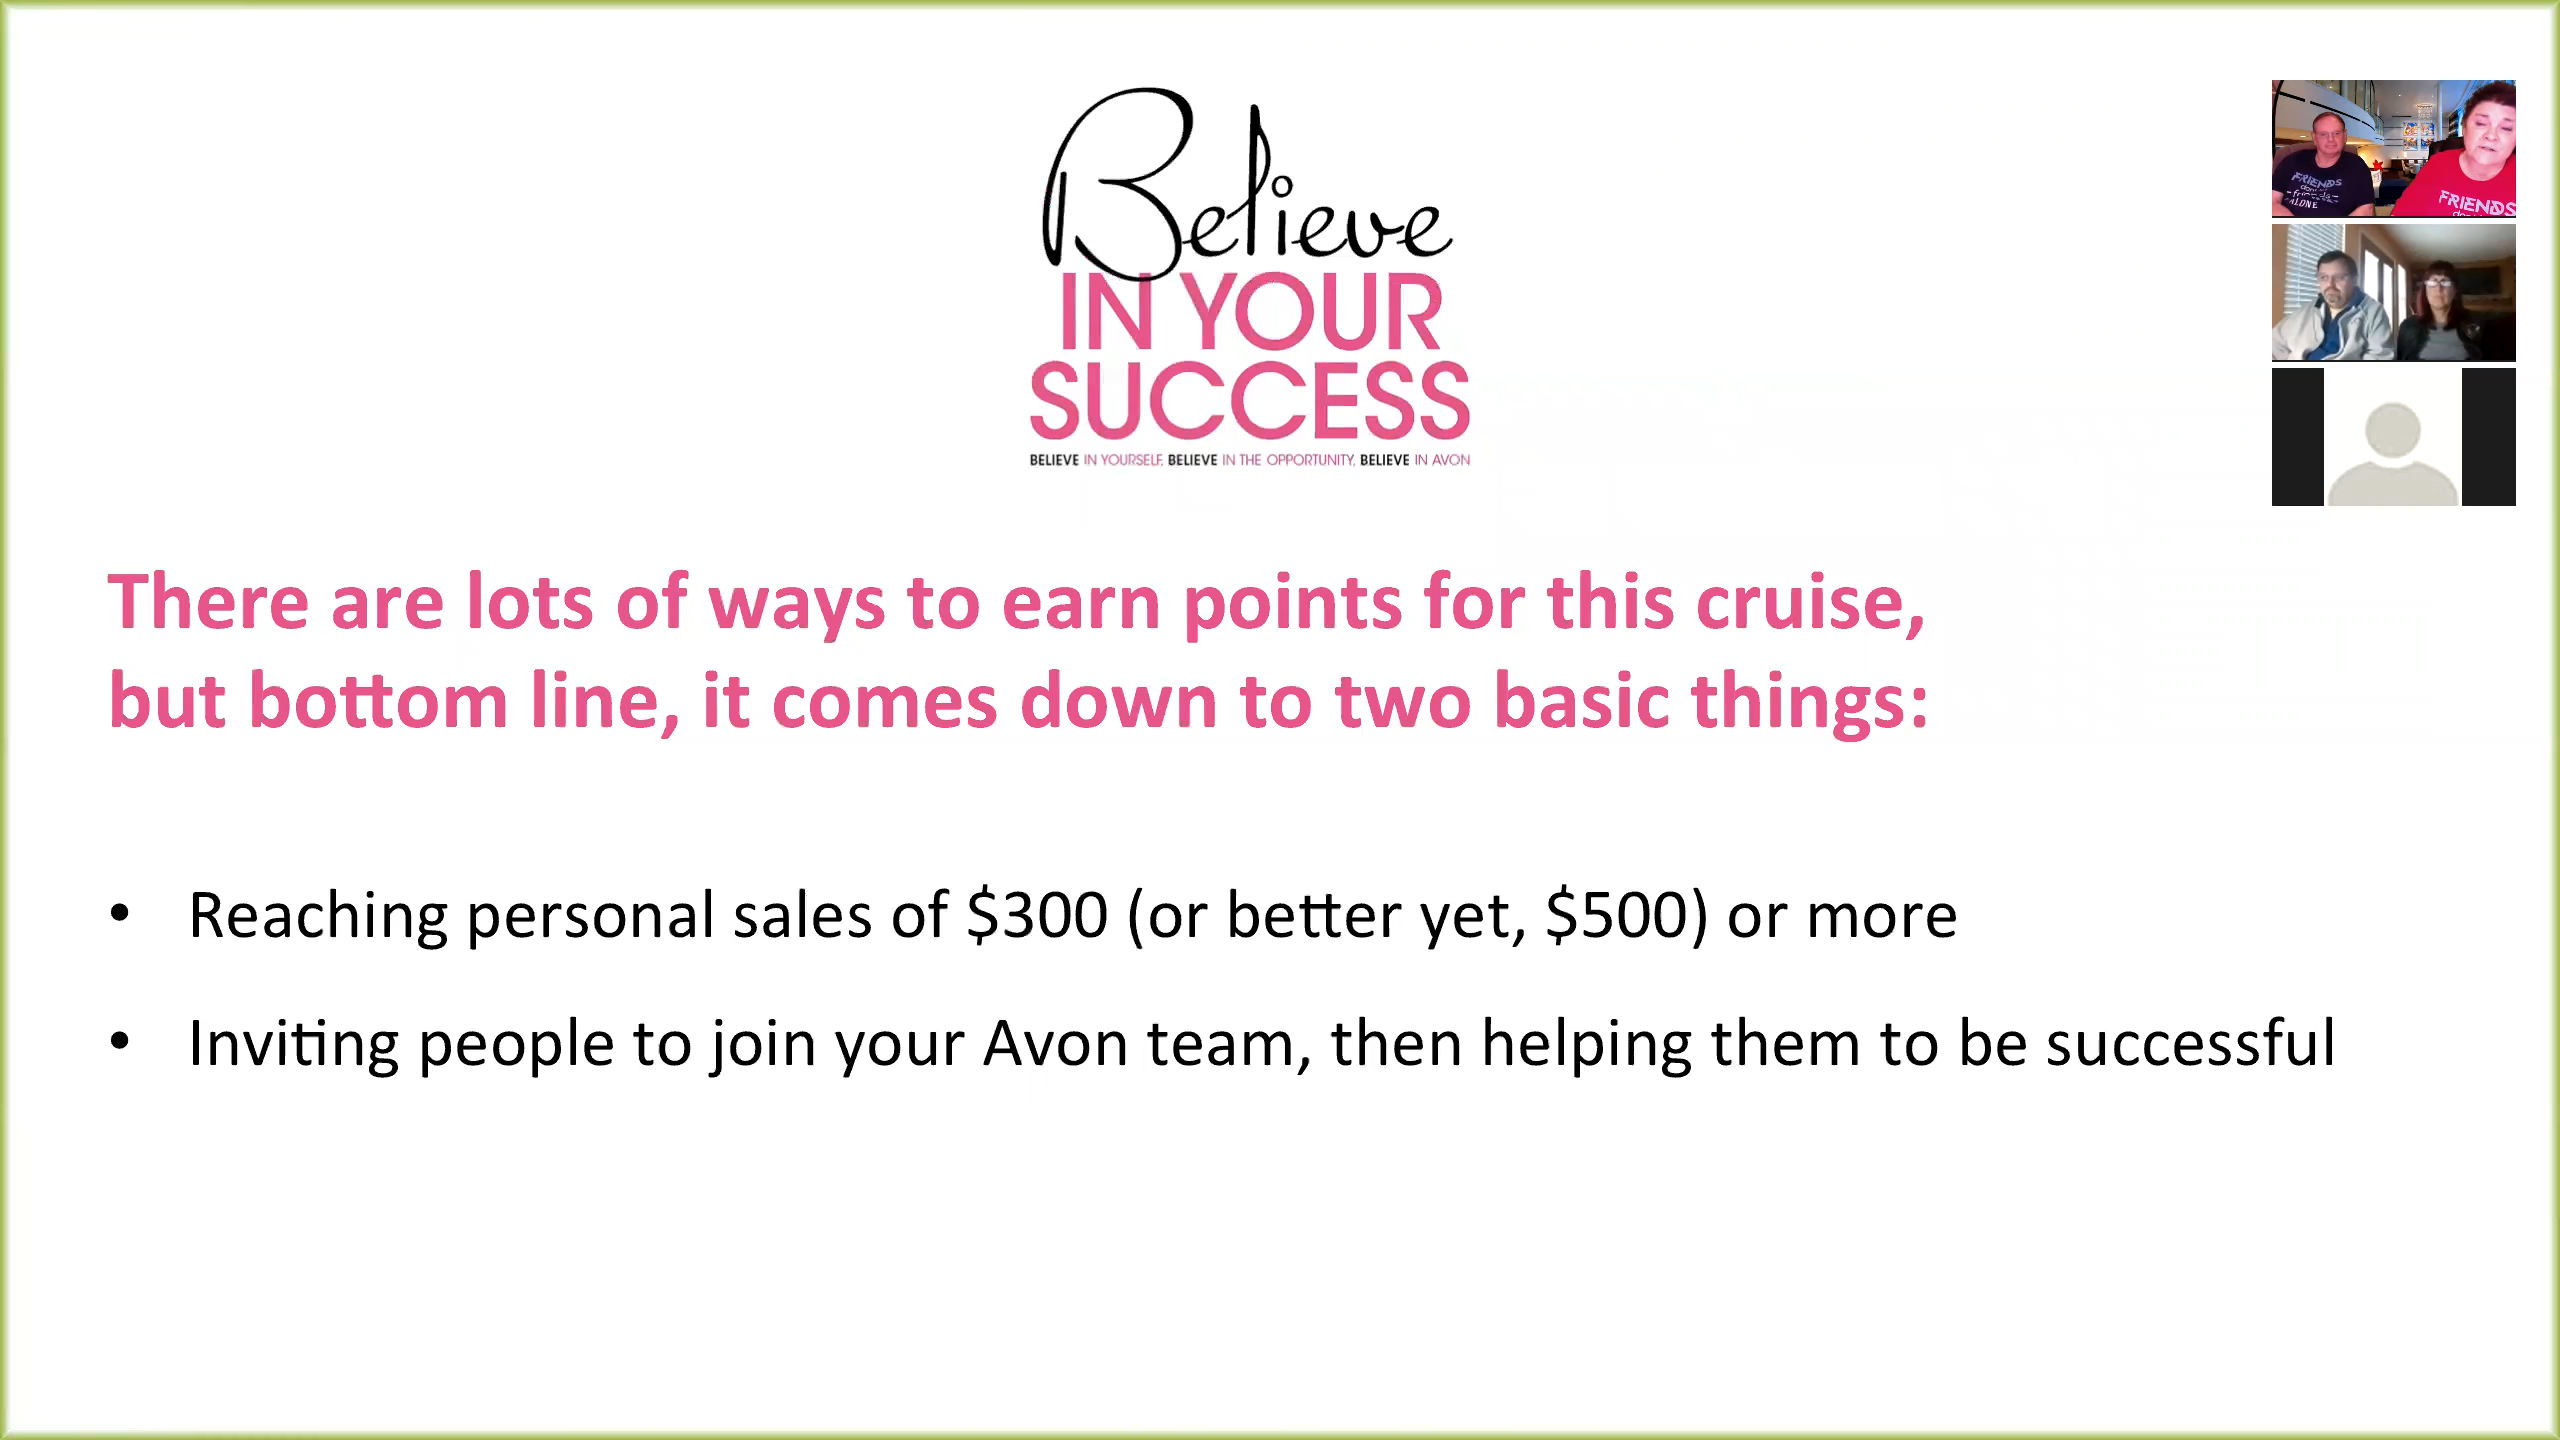 Believe
IN YOUR
SUCCESS
BELIEVE IN YOURSELF, BELIEVE IN THE OPPORTUNITY, BELIEVE IN AVON
There are lots of ways to earn points for this cruise,
but bottom line, it comes down to two basic things:
• Reaching personal sales of $300 (or better yet, $500) or more
• Inviting people to join your Avon team, then helping them to be successful
FRIENDS
don't
friends
ALONE
FRIENDS